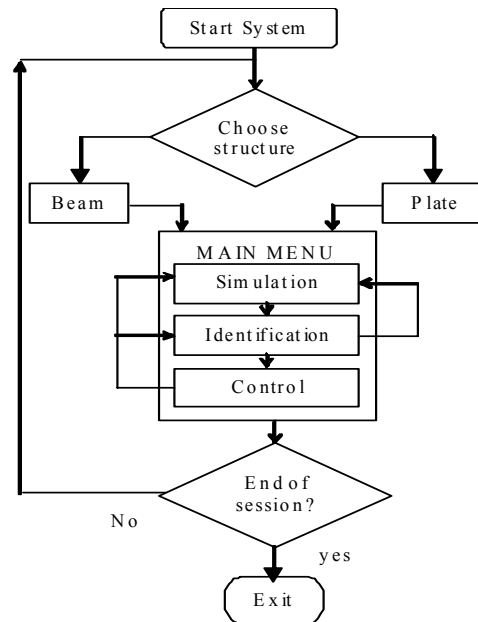 Start System
Choose
structure
Beam
Plate
MAIN MENU
Simulation
Identification
Control
End of
session?
No
yes
Exit